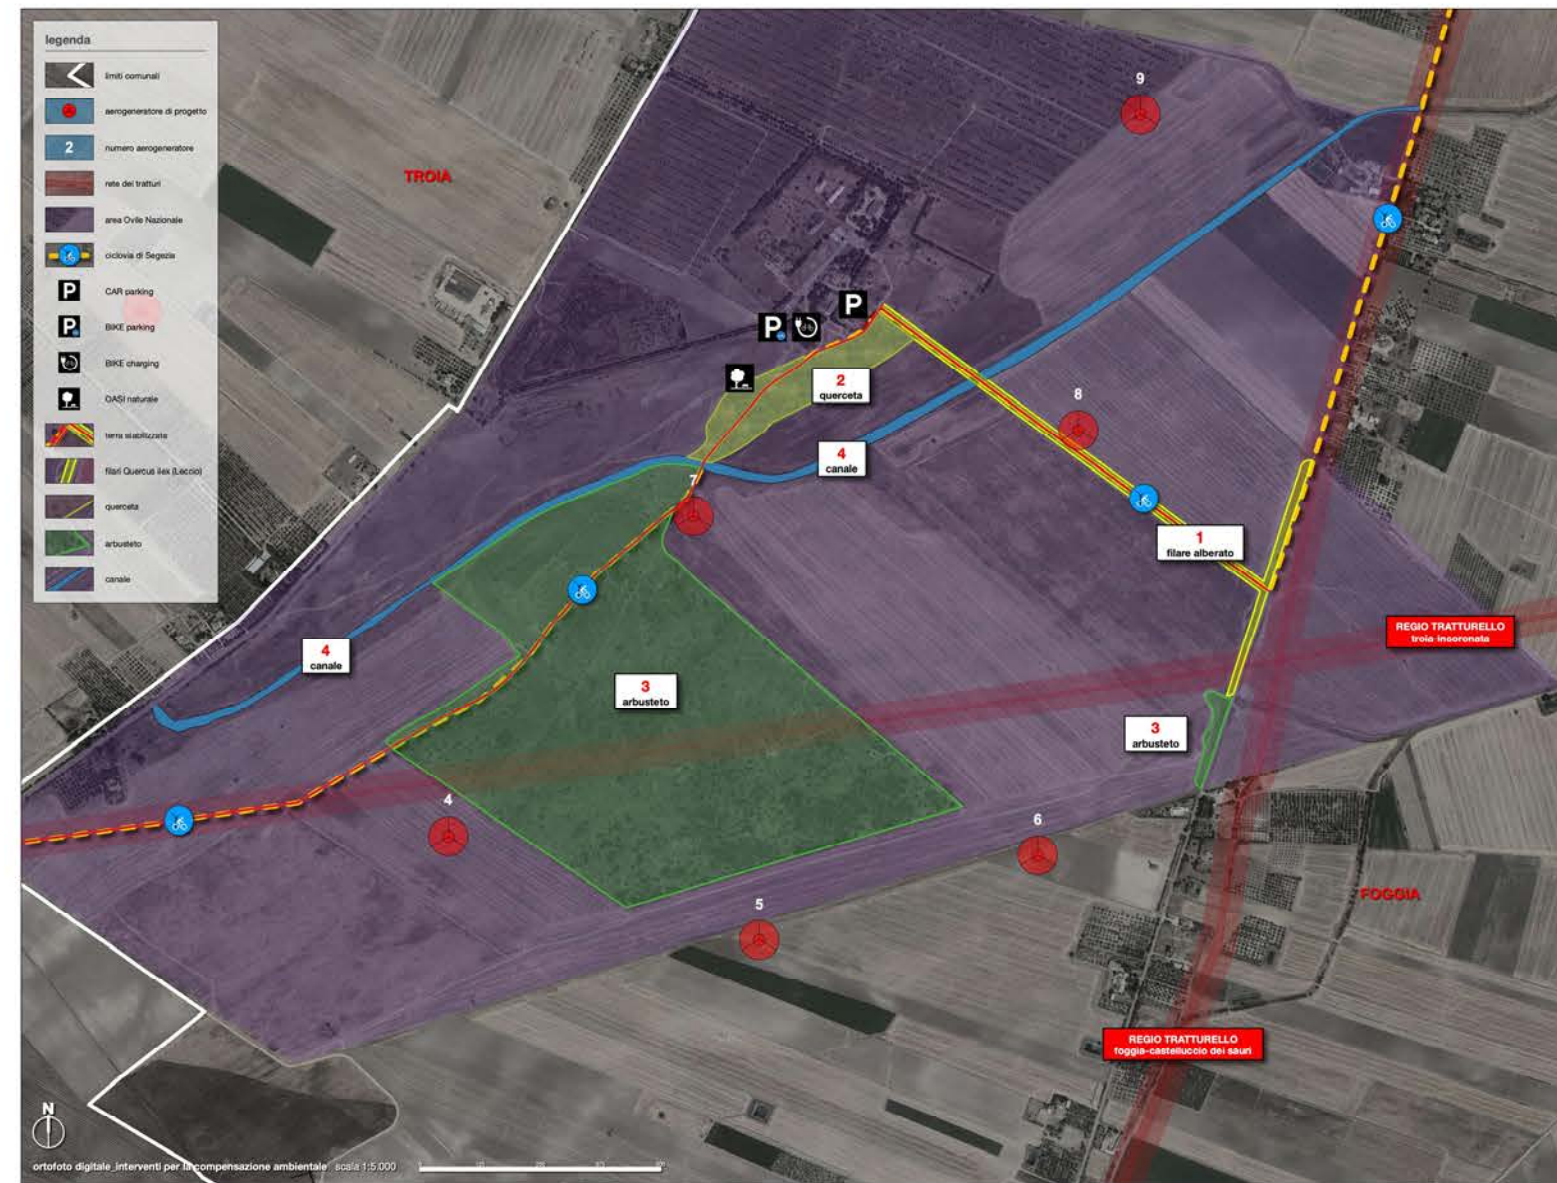 legenda
limiti comunali
aerogeneratore di progetto
2
numero aerogeneratore
rete dei tratturi
area Ovile Nazionale
ciclovia di Segezia
P
CAR parking
P
BIKE parking
BIKE charging
OASI naturale
terra stabilizzata
filari Quercus ilex (Leccio)
querceta
arbusteto
canale
TROIA
9
P
P
2
querceta
8
4
canale
7
1
filare alberato
REGIO TRATTURELLO
troia-incoronata
4
canale
3
arbusteto
3
arbusteto
4
6
5
FOGGIA
REGIO TRATTURELLO
foggia-castelluccio dei sauri
N
ortofoto digitale_interventi per la compensazione ambientale scala 1:5.000